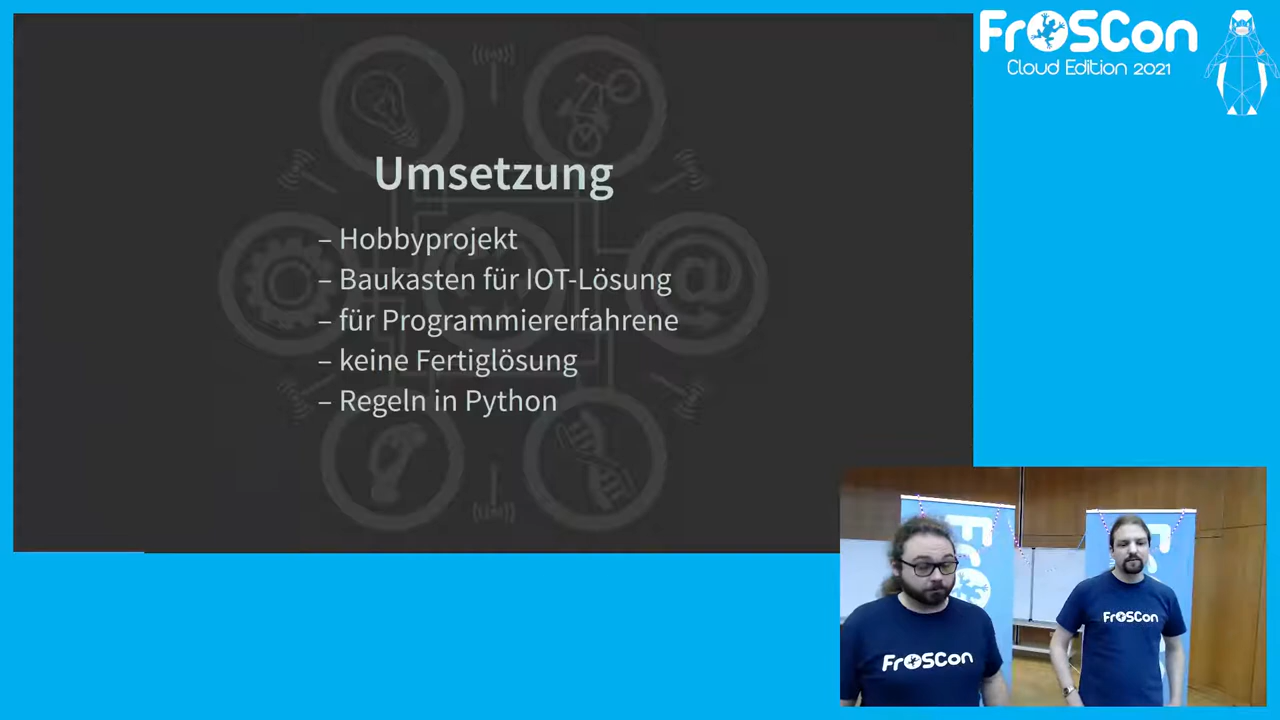 FrOSCon
Cloud Edition 2021
Umsetzung
– Hobbyprojekt
– Baukasten für IOT-Lösung
– für Programmiererfahrene
– keine Fertiglösung
– Regeln in Python
FrOSCon
FrOSCon